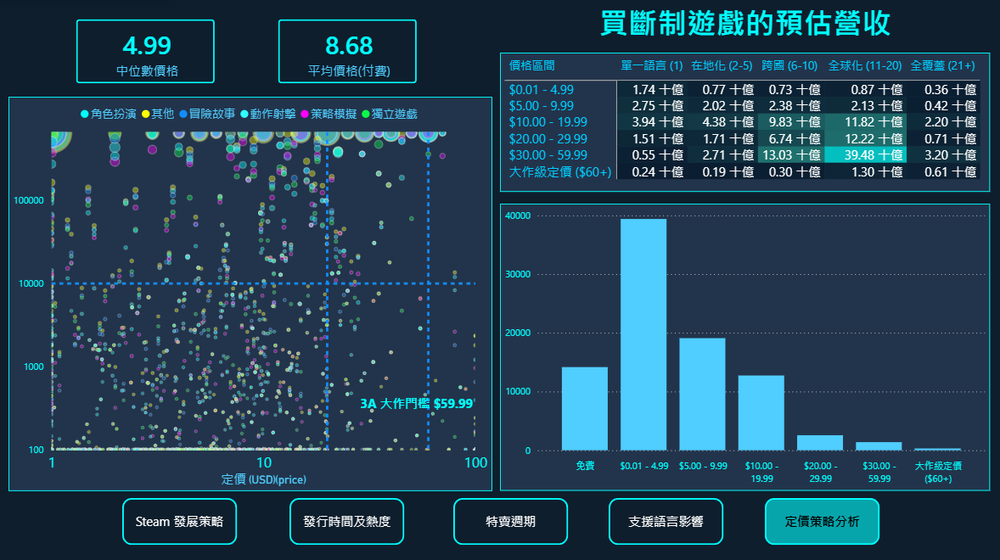 4.99
中位數價格
8.68
平均價格(付費)
買斷制遊戲的預估營收
角色扮演 其他 冒險故事 動作射擊 策略模擬 獨立遊戲
100000
10000
1000
100
3A 大作門檻 $59.99
1 10 100
定價 (USD)(price)
價格區間 單一語言 (1) 在地化 (2-5) 跨國 (6-10) 全球化 (11-20) 全覆蓋 (21+)
$0.01 - 4.99 1.74 十億 0.77 十億 0.73 十億 0.87 十億 0.36 十億
$5.00 - 9.99 2.75 十億 2.02 十億 2.38 十億 2.13 十億 0.42 十億
$10.00 - 19.99 3.94 十億 4.38 十億 9.83 十億 11.82 十億 2.20 十億
$20.00 - 29.99 1.51 十億 1.71 十億 6.74 十億 12.22 十億 0.71 十億
$30.00 - 59.99 0.55 十億 2.71 十億 13.03 十億 39.48 十億 3.20 十億
大作級定價 ($60+) 0.24 十億 0.19 十億 0.30 十億 1.30 十億 0.61 十億
40000
30000
20000
10000
0
免費 $0.01 - 4.99 $5.00 - 9.99 $10.00 - $20.00 - $30.00 - 大作級定價
19.99 29.99 59.99 ($60+)
Steam 發展策略 發行時間及熱度 特賣週期 支援語言影響 定價策略分析